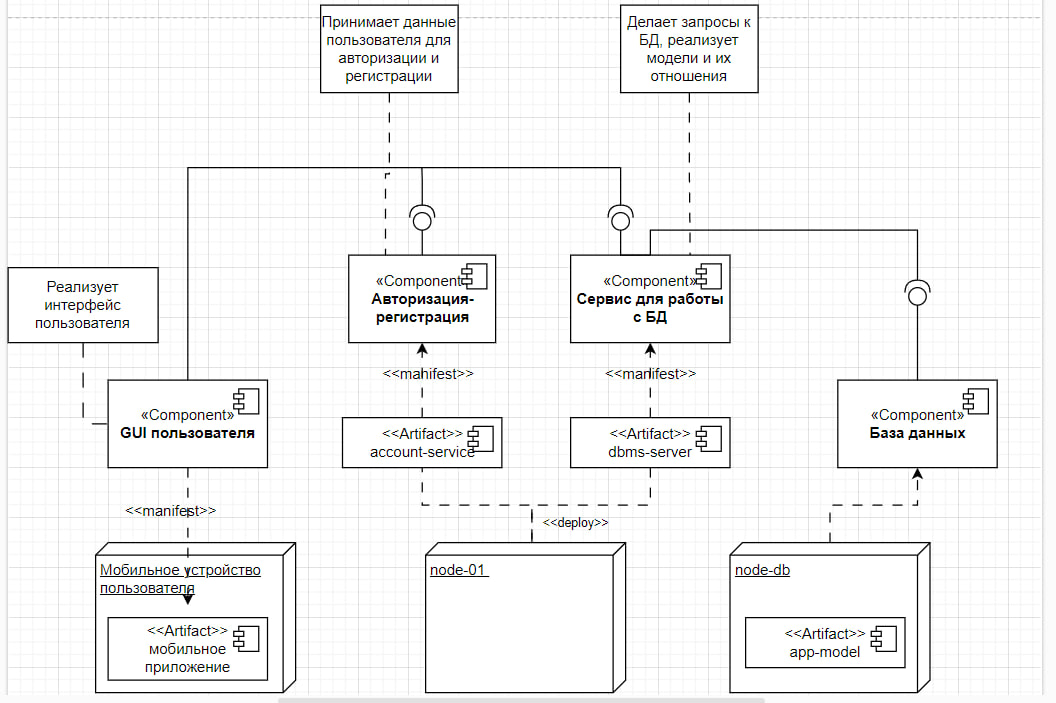 Принимает данные
пользователя для
авторизации и
регистрации
Делает запросы к
БД, реализует
модели и их
отношения
Реализует
интерфейс
пользователя
«Component»
Авторизация-
регистрация
«Component»
Сервис для работы
с БД
<<manifest>>
<<manifest>>
«Component»
GUI пользователя
<<Artifact>>
account-service
<<Artifact>>
dbms-server
«Component»
База данных
<<manifest>>
<<deploy>>
Мобильное устройство
пользователя
<<Artifact>>
мобильное
приложение
node-01
node-db
<<Artifact>>
app-model